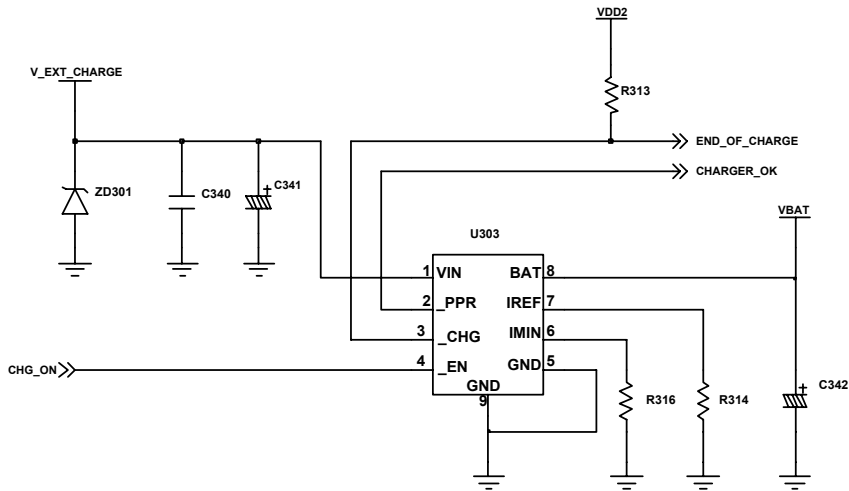 VDD2
V_EXT_CHARGE
R313
END_OF_CHARGE
CHARGER_OK
ZD301
C340
+
C341
VBAT
U303
1 VIN
BAT 8
2 _PPR
IREF 7
3 _CHG
IMIN 6
4 _EN
GND 5
GND
9
CHG_ON
R316
R314
+
C342